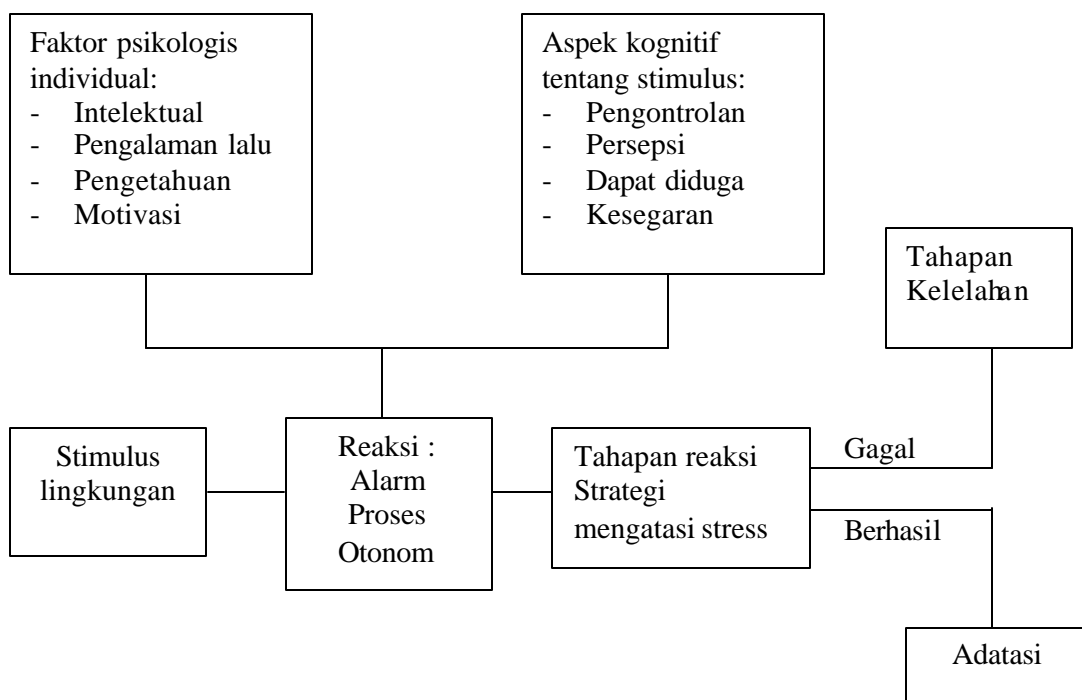 Faktor psikologis
individual:
- Intelektual
- Pengalaman lalu
- Pengetahuan
- Motivasi
Aspek kognitif
tentang stimulus:
- Pengontrolan
- Persepsi
- Dapat diduga
- Kesegaran
Tahapan
Kelelahan
Stimulus
lingkungan
Reaksi :
Alarm
Proses
Otonom
Tahapan reaksi
Strategi
mengatasi stress
Gagal
Berhasil
Adatasi